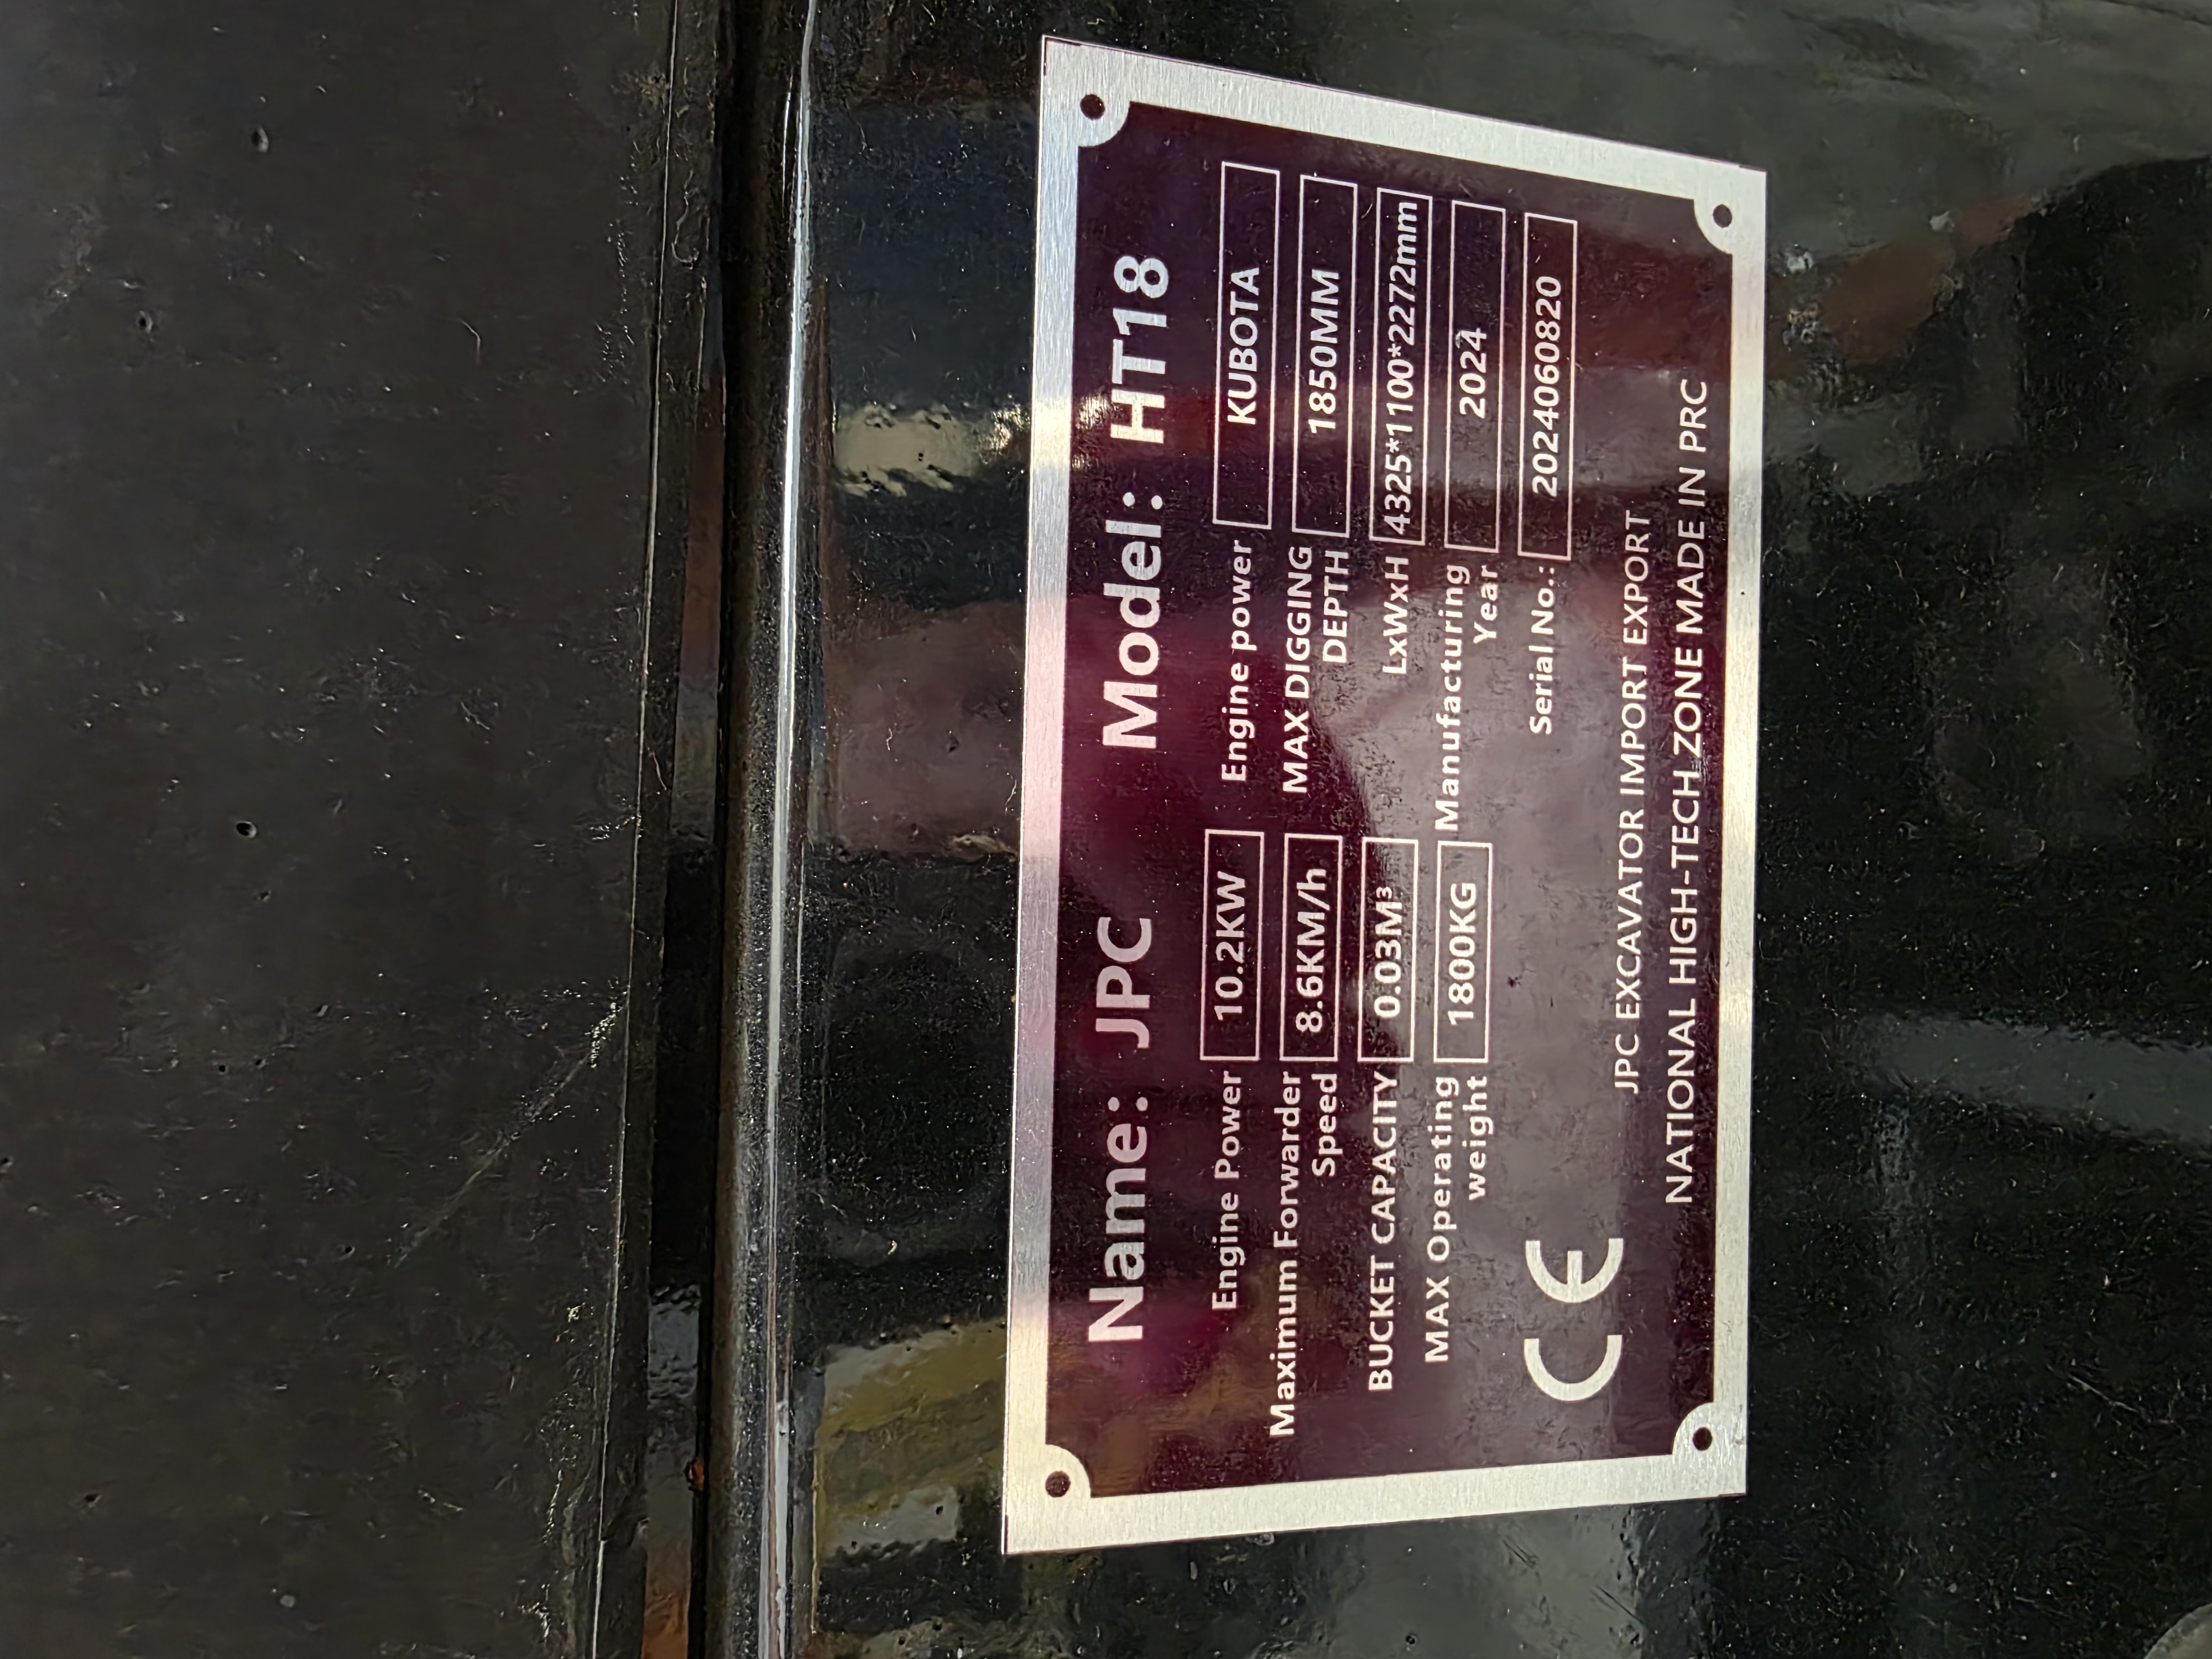 Name: JPC Model: HT18
Engine Power 10.2KW Engine power KUBOTA
Maximum Forwarder Speed 8.6KM/h MAX DIGGING DEPTH 1850MM
BUCKET CAPACITY 0.03M³ LxWxH 4325*1100*2272mm
MAX Operating weight 1800KG Manufacturing Year 2024
Serial No.: 2024060820
CE
JPC EXCAVATOR IMPORT EXPORT
NATIONAL HIGH-TECH ZONE MADE IN PRC